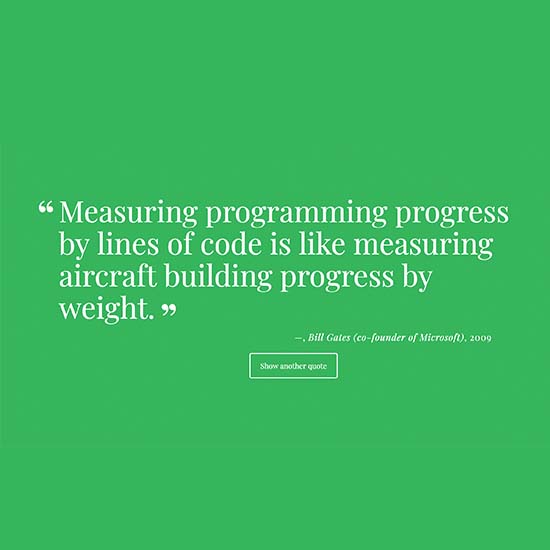 “ Measuring programming progress
by lines of code is like measuring
aircraft building progress by
weight. ”
—, Bill Gates (co-founder of Microsoft), 2009
Show another quote